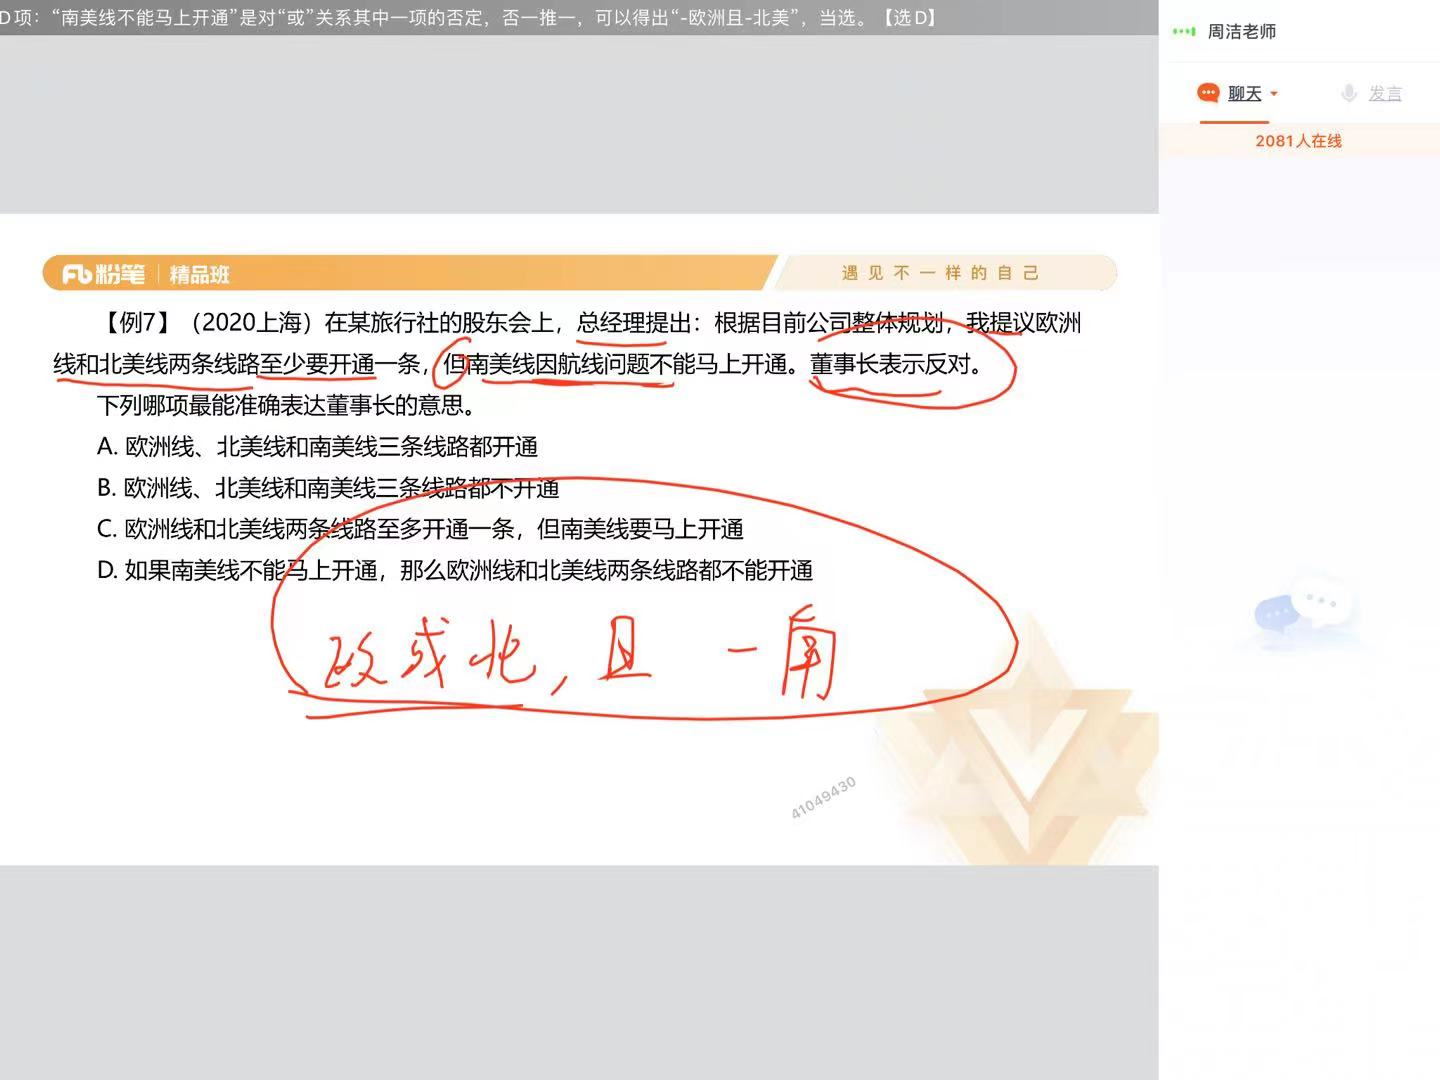 D项：“南美线不能马上开通”是对“或”关系其中一项的否定，否一推一，可以得出“-欧洲且-北美”，当选。【选D】
周洁老师
聊天 发言
2081人在线
粉笔 精品班 遇见不一样的自己
【例7】（2020上海）在某旅行社的股东会上，总经理提出：根据目前公司整体规划，我提议欧洲
线和北美线两条线路至少要开通一条，但南美线因航线问题不能马上开通。董事长表示反对。
下列哪项最能准确表达董事长的意思。
A. 欧洲线、北美线和南美线三条线路都开通
B. 欧洲线、北美线和南美线三条线路都不开通
C. 欧洲线和北美线两条线路至多开通一条，但南美线要马上开通
D. 如果南美线不能马上开通，那么欧洲线和北美线两条线路都不能开通
欧或北，且 -南
41049430